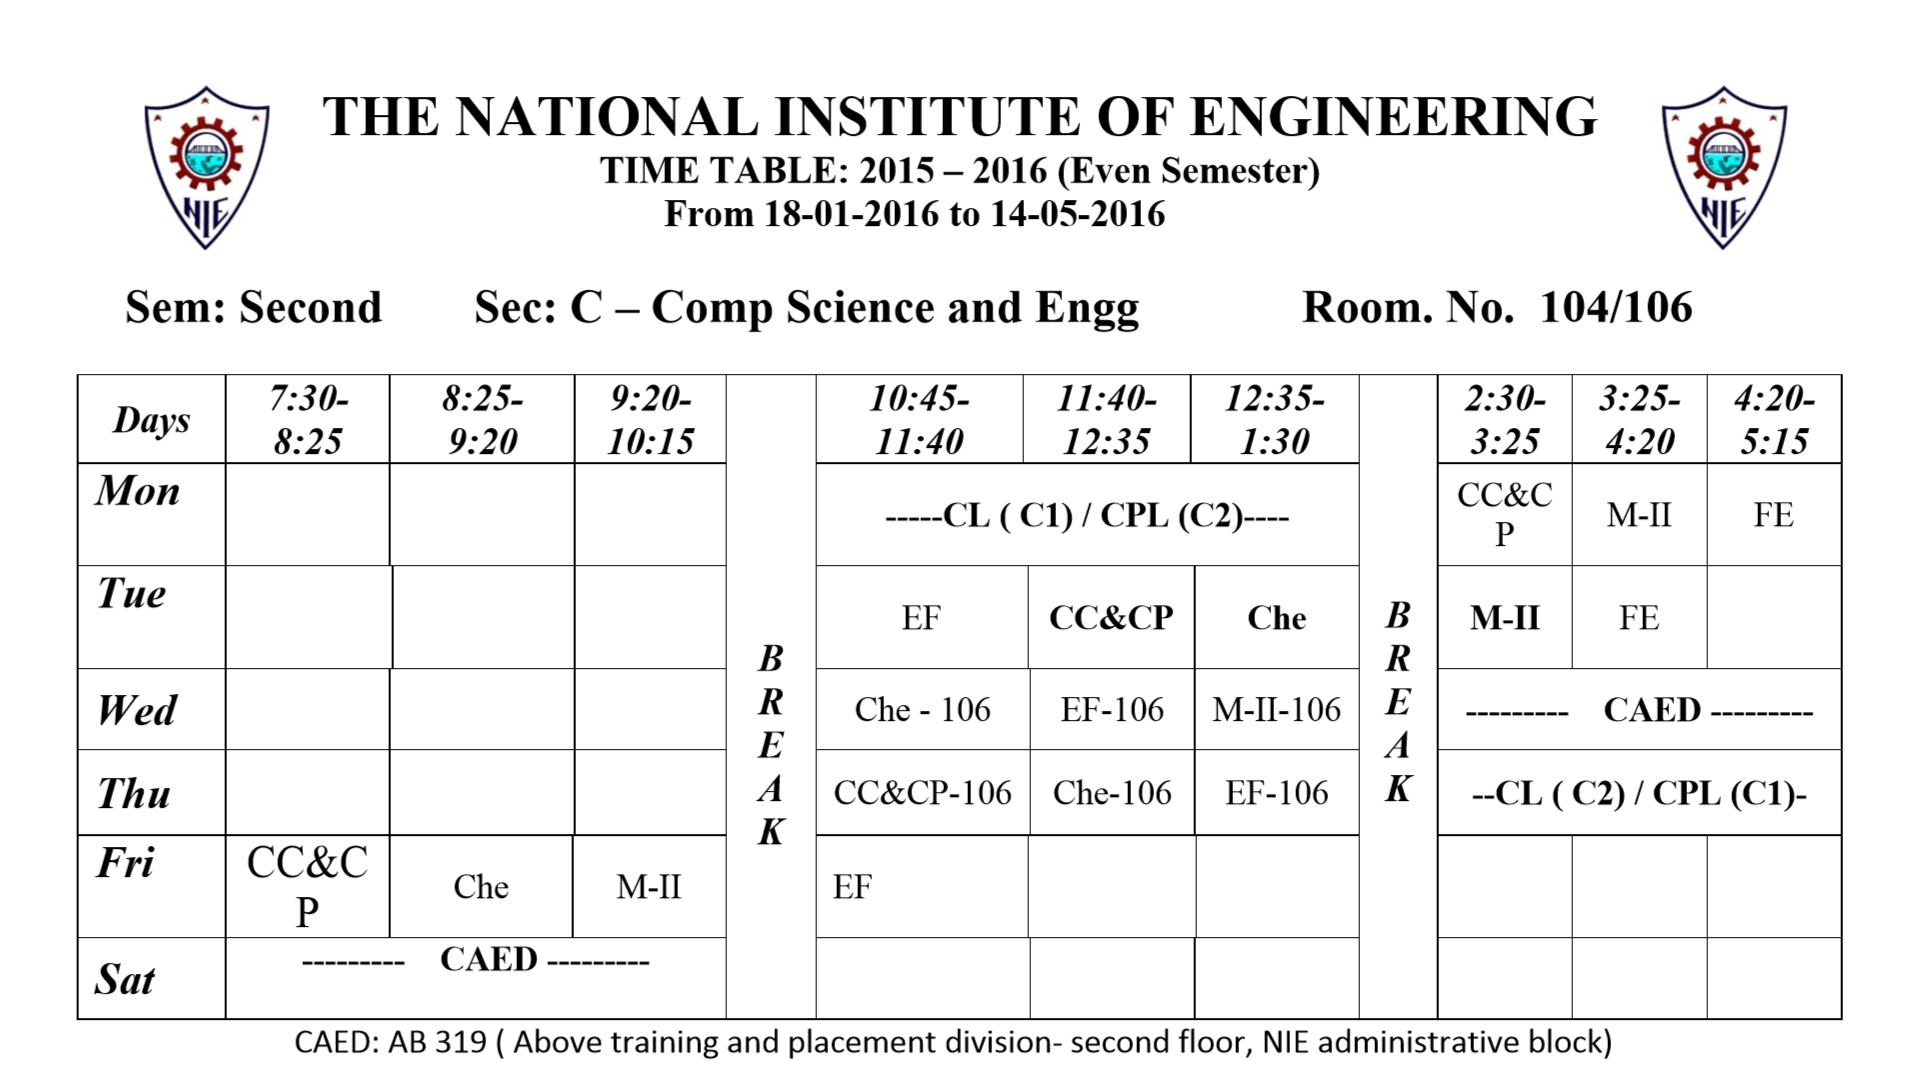 THE NATIONAL INSTITUTE OF ENGINEERING
TIME TABLE: 2015 – 2016 (Even Semester)
From 18-01-2016 to 14-05-2016
NIE
NIE
Sem: Second Sec: C – Comp Science and Engg Room. No. 104/106
Days 7:30-8:25 8:25-9:20 9:20-10:15 BREAK 10:45-11:40 11:40-12:35 12:35-1:30 BREAK 2:30-3:25 3:25-4:20 4:20-5:15
Mon -----CL ( C1) / CPL (C2)---- CC&CP M-II FE
Tue EF CC&CP Che M-II FE
Wed Che - 106 EF-106 M-II-106 --------- CAED ---------
Thu CC&CP-106 Che-106 EF-106 --CL ( C2) / CPL (C1)-
Fri CC&CP Che M-II EF
Sat --------- CAED ---------
CAED: AB 319 ( Above training and placement division- second floor, NIE administrative block)